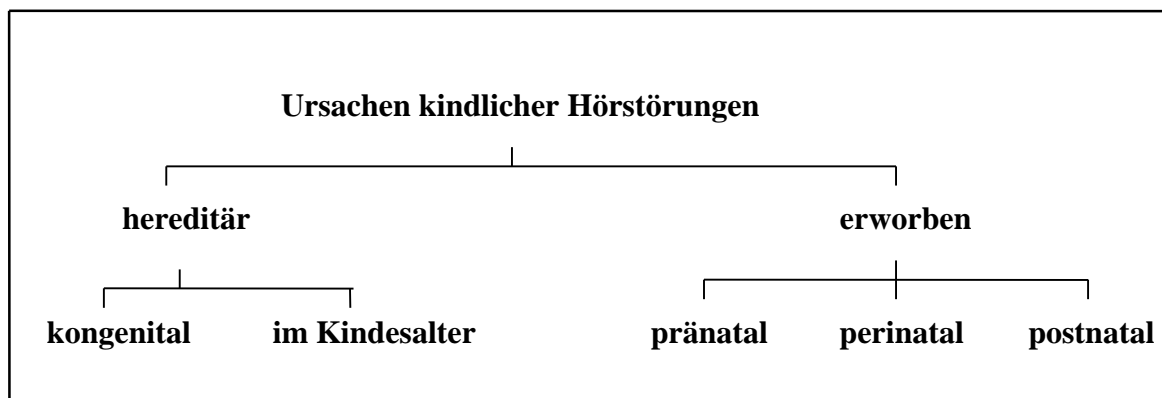 Ursachen kindlicher Hörstörungen
hereditär erworben
kongenital im Kindesalter pränatal perinatal postnatal